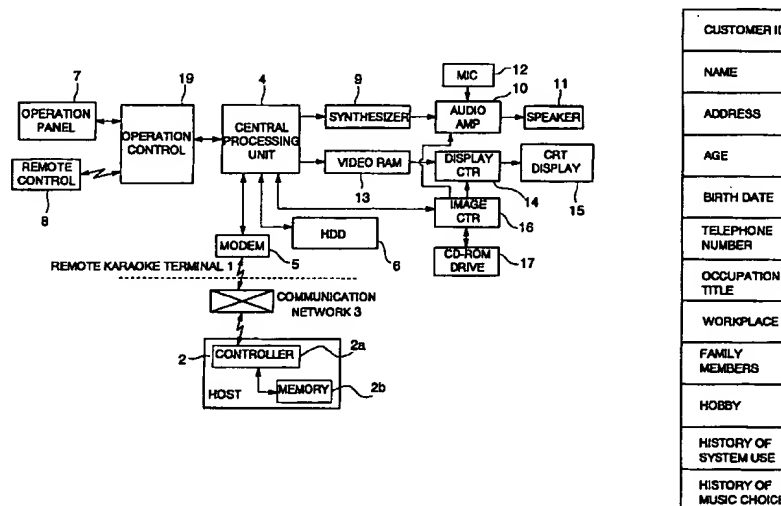 7
OPERATION
PANEL
19
OPERATION
CONTROL
REMOTE
CONTROL
8
4
CENTRAL
PROCESSING
UNIT
9
SYNTHESIZER
MIC
12
10
AUDIO
AMP
11
SPEAKER
VIDEO RAM
13
DISPLAY
CTR
14
CRT
DISPLAY
15
IMAGE
CTR
16
CD-ROM
DRIVE
17
HDD
6
MODEM
5
REMOTE KARAOKE TERMINAL 1
COMMUNICATION
NETWORK 3
2
CONTROLLER
2a
HOST
MEMORY
2b
CUSTOMER ID
NAME
ADDRESS
AGE
BIRTH DATE
TELEPHONE
NUMBER
OCCUPATION
TITLE
WORKPLACE
FAMILY
MEMBERS
HOBBY
HISTORY OF
SYSTEM USE
HISTORY OF
MUSIC CHOICE